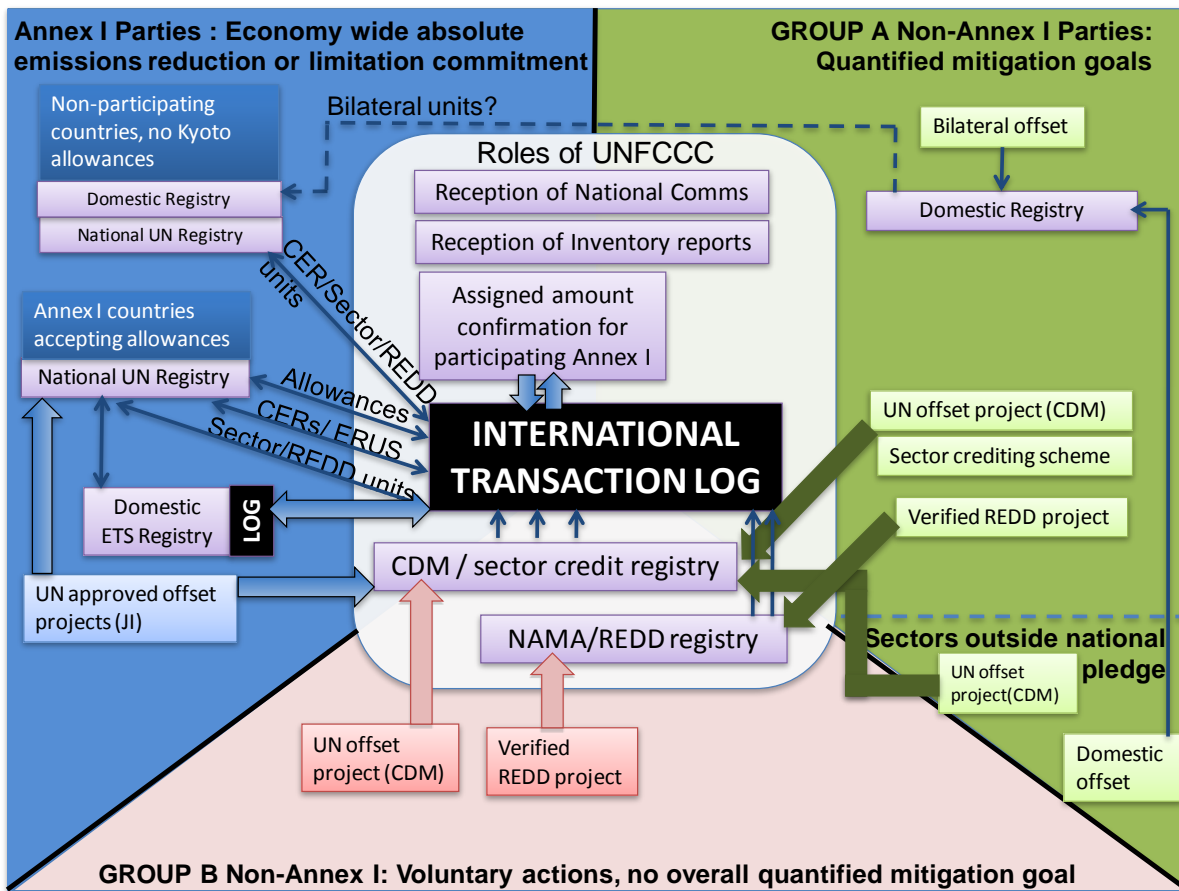 Annex I Parties : Economy wide absolute
emissions reduction or limitation commitment
GROUP A Non-Annex I Parties:
Quantified mitigation goals
Non-participating
countries, no Kyoto
allowances
Domestic Registry
National UN Registry
Bilateral units?
Roles of UNFCCC
Reception of National Comms
Reception of Inventory reports
Assigned amount
confirmation for
participating Annex I
Bilateral offset
Domestic Registry
CER/Sector/REDD
units
Annex I countries
accepting allowances
National UN Registry
Allowances
CERs/ ERUS
Sector/REDD units
INTERNATIONAL
TRANSACTION LOG
UN offset project (CDM)
Sector crediting scheme
Verified REDD project
Domestic
ETS Registry
LOG
CDM / sector credit registry
UN approved offset
projects (JI)
NAMA/REDD registry
Sectors outside national
pledge
UN offset
project(CDM)
UN offset
project (CDM)
Verified
REDD project
Domestic
offset
GROUP B Non-Annex I: Voluntary actions, no overall quantified mitigation goal